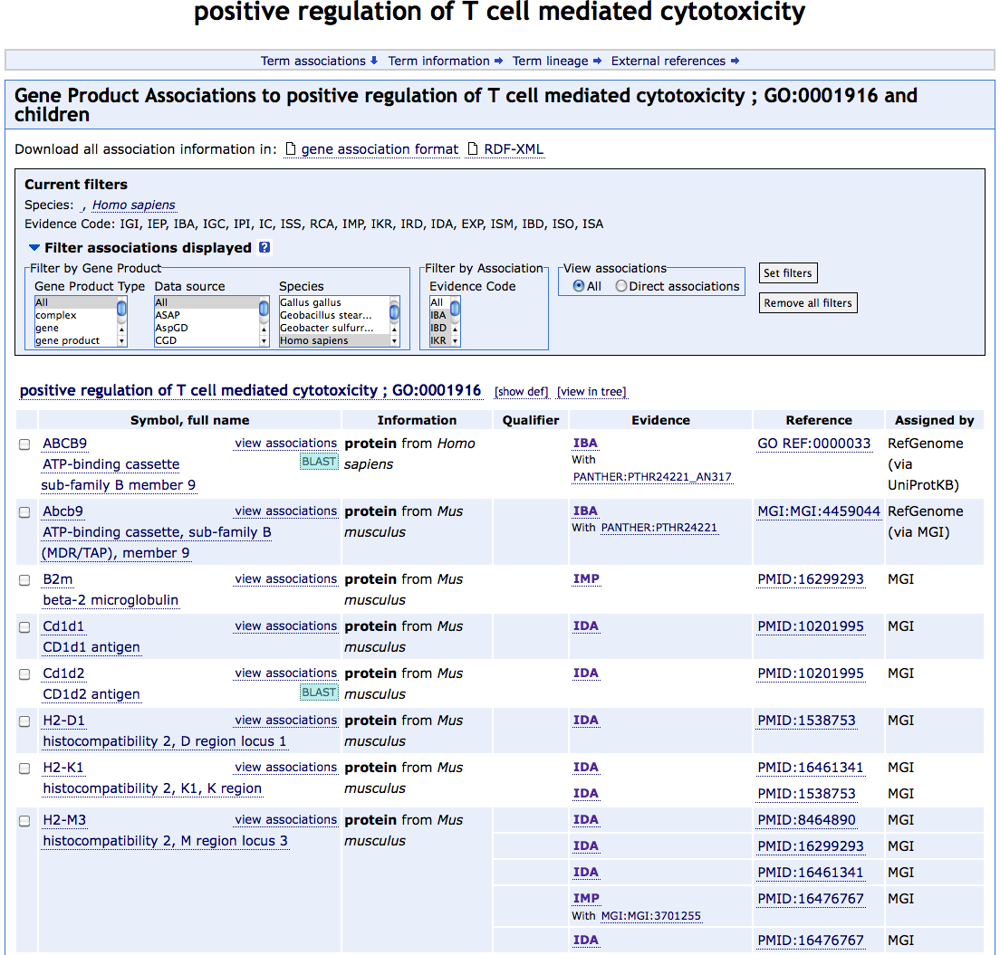 positive regulation of T cell mediated cytotoxicity
Term associations Term information Term lineage External references
Gene Product Associations to positive regulation of T cell mediated cytotoxicity ; GO:0001916 and
children
Download all association information in: gene association format RDF-XML
Current filters
Species: , Homo sapiens
Evidence Code: IGI, IEP, IBA, IGC, IPI, IC, ISS, RCA, IMP, IKR, IRD, IDA, EXP, ISM, IBD, ISO, ISA
Filter associations displayed ?
Filter by Gene Product
Gene Product Type
All
complex
gene
gene product
Data source
All
ASAP
AspGD
CGD
Species
Gallus gallus
Geobacillus stear...
Geobacter sulfurr...
Homo sapiens
Filter by Association
Evidence Code
All
IBA
IBD
IKR
View associations
All Direct associations
Set filters
Remove all filters
positive regulation of T cell mediated cytotoxicity ; GO:0001916 [show def] [view in tree]
Symbol, full name Information Qualifier Evidence Reference Assigned by
ABCB9 view associations protein from Homo IBA GO REF:0000033 RefGenome
ATP-binding cassette BLAST sapiens With (via
sub-family B member 9 PANTHER:PTHR24221_AN317 UniProtKB)
Abcb9 view associations protein from Mus IBA MGI:MGI:4459044 RefGenome
ATP-binding cassette, sub-family B musculus With PANTHER:PTHR24221 (via MGI)
(MDR/TAP), member 9
B2m view associations protein from Mus IMP PMID:16299293 MGI
beta-2 microglobulin musculus
Cd1d1 view associations protein from Mus IDA PMID:10201995 MGI
CD1d1 antigen musculus
Cd1d2 view associations protein from Mus IDA PMID:10201995 MGI
CD1d2 antigen BLAST musculus
H2-D1 view associations protein from Mus IDA PMID:1538753 MGI
histocompatibility 2, D region locus 1 musculus
H2-K1 view associations protein from Mus IDA PMID:16461341 MGI
histocompatibility 2, K1, K region musculus IDA PMID:1538753 MGI
H2-M3 view associations protein from Mus IDA PMID:8464890 MGI
histocompatibility 2, M region locus 3 musculus IDA PMID:16299293 MGI
IDA PMID:16461341 MGI
IMP PMID:16476767 MGI
With MGI:MGI:3701255
IDA PMID:16476767 MGI